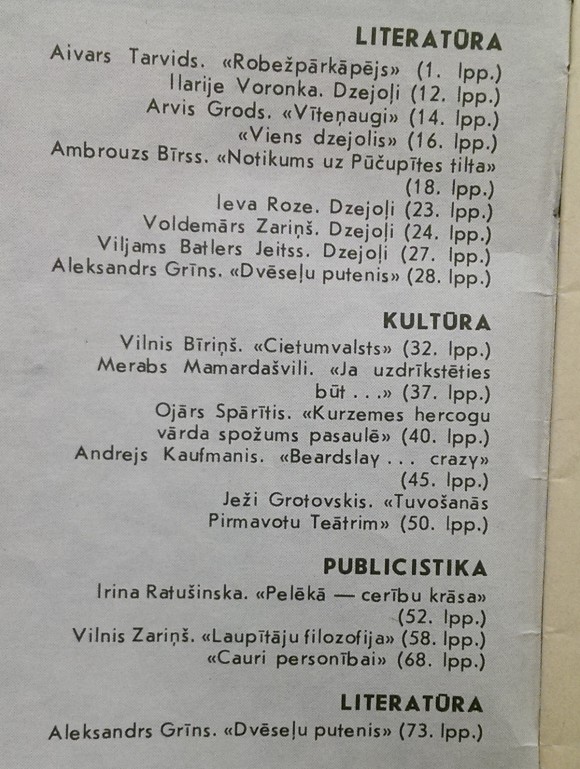 LITERATŪRA
Aivars Tarvids. «Robežpārkāpējs» (1. lpp.)
Ilarije Voronka. Dzejoļi (12. lpp.)
Arvis Grods. «Vīteņaugi» (14. lpp.)
«Viens dzejolis» (16. lpp.)
Ambrouzs Bīrss. «Notikums uz Pūčupītes tilta»
(18. lpp.)
Ieva Roze. Dzejoļi (23. lpp.)
Voldemārs Zariņš. Dzejoļi (24. lpp.)
Viljams Batlers Jeitss. Dzejoļi (27. lpp.)
Aleksandrs Grīns. «Dvēseļu putenis» (28. lpp.)
KULTŪRA
Vilnis Bīriņš. «Cietumvalsts» (32. lpp.)
Merabs Mamardašvili. «Ja uzdrīkstēties
būt ...» (37. lpp.)
Ojārs Spārītis. «Kurzemes hercogu
vārda spožums pasaulē» (40. lpp.)
Andrejs Kaufmanis. «Beardslay ... crazy»
(45. lpp.)
Ježi Grotovskis. «Tuvošanās
Pirmavotu Teātrim» (50. lpp.)
PUBLICISTIKA
Irina Ratušinska. «Pelēkā — cerību krāsa»
(52. lpp.)
Vilnis Zariņš. «Laupītāju filozofija» (58. lpp.)
«Cauri personībai» (68. lpp.)
LITERATŪRA
Aleksandrs Grīns. «Dvēseļu putenis» (73. lpp.)